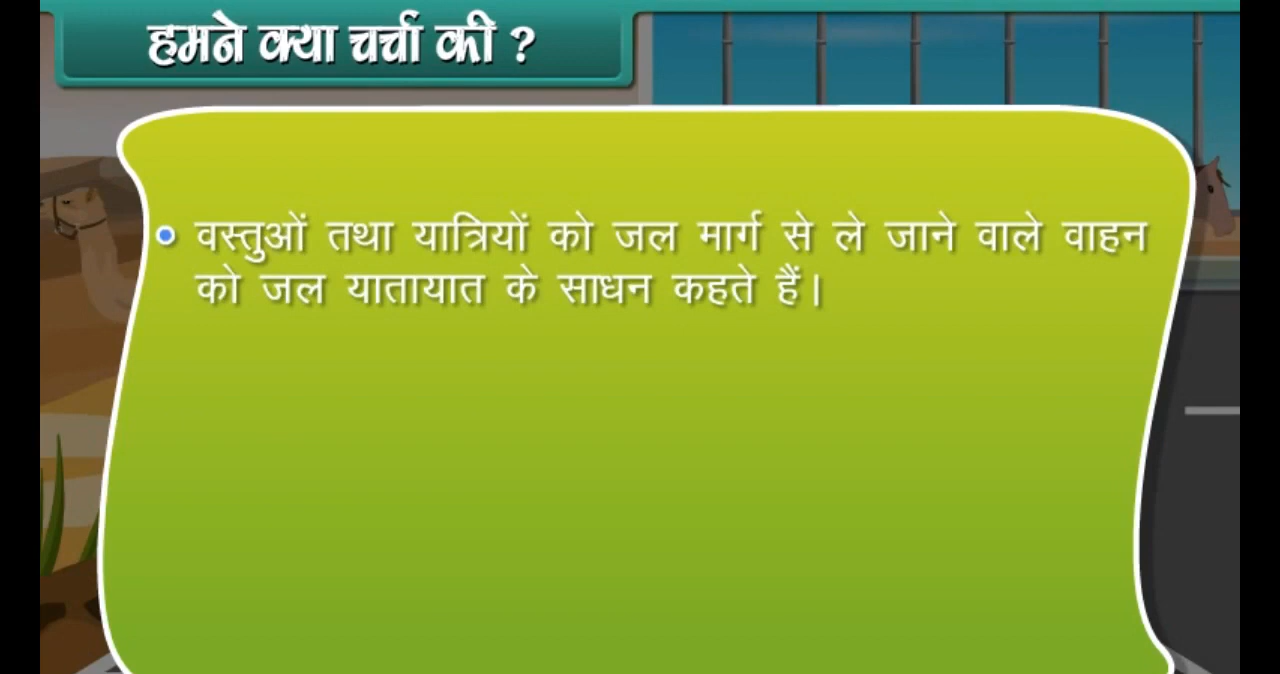 हमने क्या चर्चा की ?
• वस्तुओं तथा यात्रियों को जल मार्ग से ले जाने वाले वाहन
को जल यातायात के साधन कहते हैं।